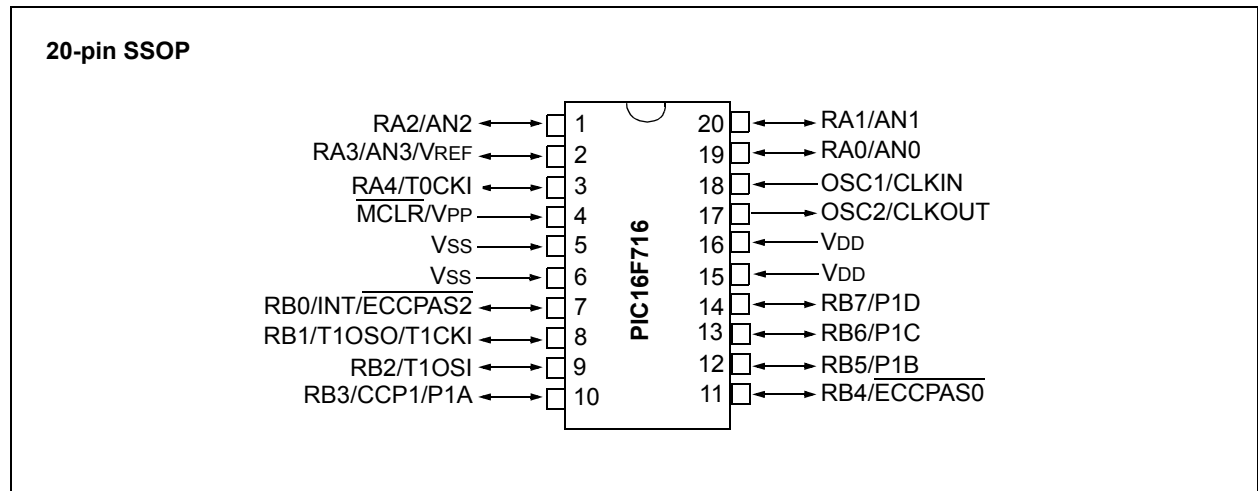 20-pin SSOP
RA2/AN2 1 20 RA1/AN1
RA3/AN3/VREF 2 19 RA0/AN0
RA4/T0CKI 3 18 OSC1/CLKIN
MCLR/VPP 4 17 OSC2/CLKOUT
VSS 5 16 VDD
VSS 6 15 VDD
RB0/INT/ECCPAS2 7 14 RB7/P1D
RB1/T1OSO/T1CKI 8 13 RB6/P1C
RB2/T1OSI 9 12 RB5/P1B
RB3/CCP1/P1A 10 11 RB4/ECCPAS0
PIC16F716